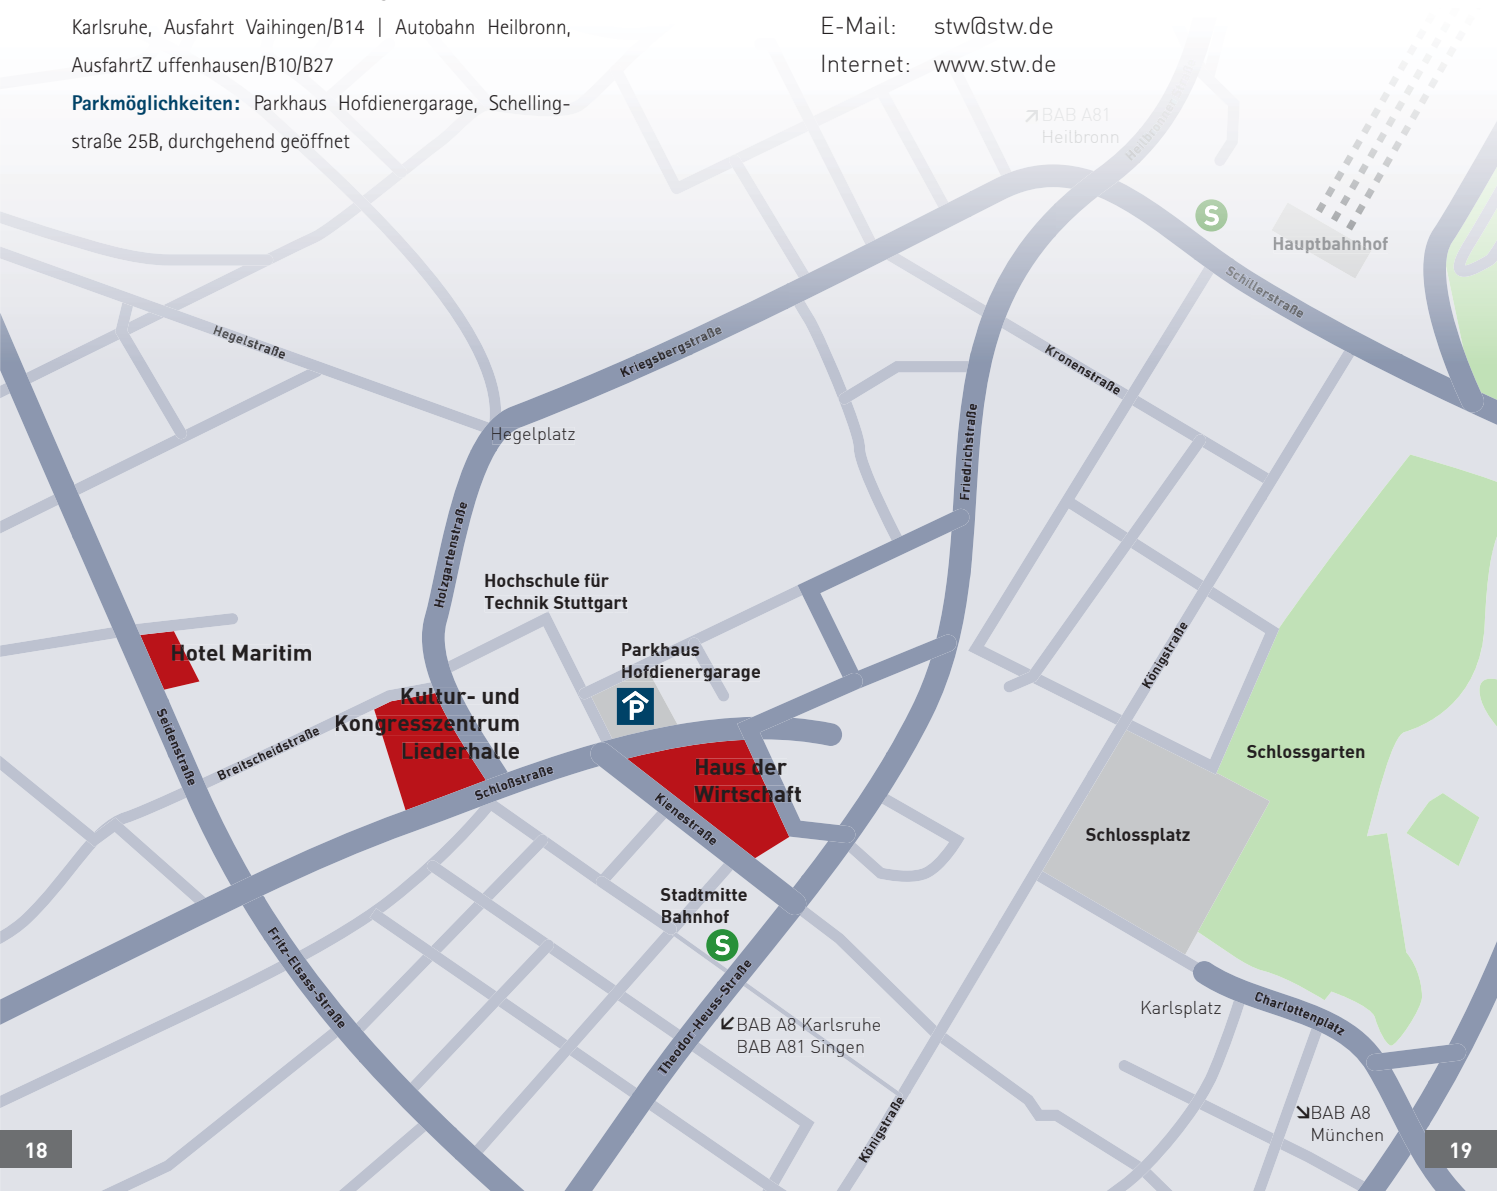 Karlsruhe, Ausfahrt Vaihingen/B14 | Autobahn Heilbronn,
AusfahrtZ uffenhausen/B10/B27
Parkmöglichkeiten: Parkhaus Hofdienergarage, Schelling-
straße 25B, durchgehend geöffnet
E-Mail: stw@stw.de
Internet: www.stw.de
BAB A81
Heilbronn
Heilbronner Straße
S
Hauptbahnhof
Schillerstraße
Hegelstraße
Kriegsbergstraße
Kronenstraße
Hegelplatz
Friedrichstraße
Holzgartenstraße
Hochschule für
Technik Stuttgart
Parkhaus
Hofdienergarage
P
Hotel Maritim
Königstraße
Kultur- und
Kongresszentrum
Liederhalle
Seidenstraße
Breitscheidstraße
Schloßstraße
Haus der
Wirtschaft
Kienestraße
Schlossgarten
Schlossplatz
Stadtmitte
Bahnhof
S
Fritz-Elsass-Straße
Theodor-Heuss-Straße
BAB A8 Karlsruhe
BAB A81 Singen
Karlsplatz
Charlottenplatz
Königstraße
BAB A8
München
18
19